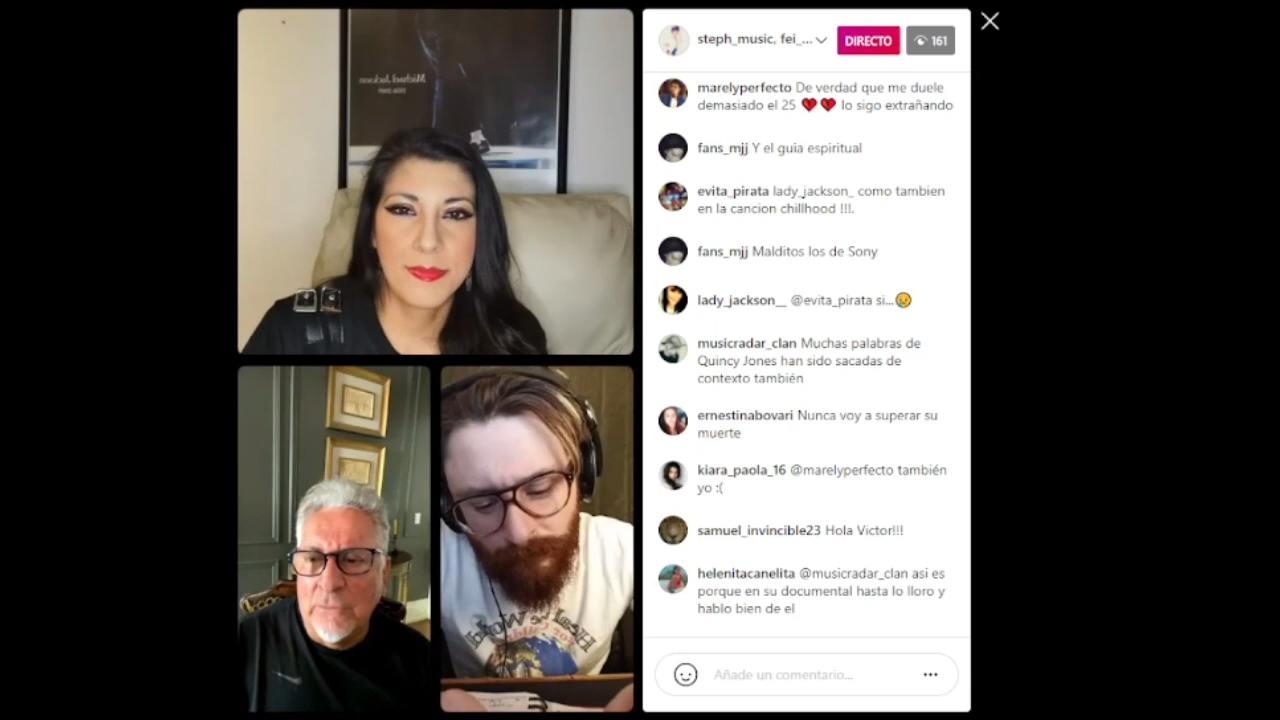 Michael Jackson
steph_music, fei_...
DIRECTO
161
marelyperfecto De verdad que me duele
demasiado el 25 💔💔 lo sigo extrañando
fans_mjj Y el guia espiritual
evita_pirata lady_jackson_ como tambien
en la cancion chillhood !!!.
fans_mjj Malditos los de Sony
lady_jackson__ @evita_pirata si...😢
musicradar_clan Muchas palabras de
Quincy Jones han sido sacadas de
contexto también
ernestinabovari Nunca voy a superar su
muerte
kiara_paola_16 @marelyperfecto también
yo :(
samuel_invincible23 Hola Victor!!!
helenitacanelita @musicradar_clan asi es
porque en su documental hasta lo lloro y
hablo bien de el
Heal the World
Añade un comentario...